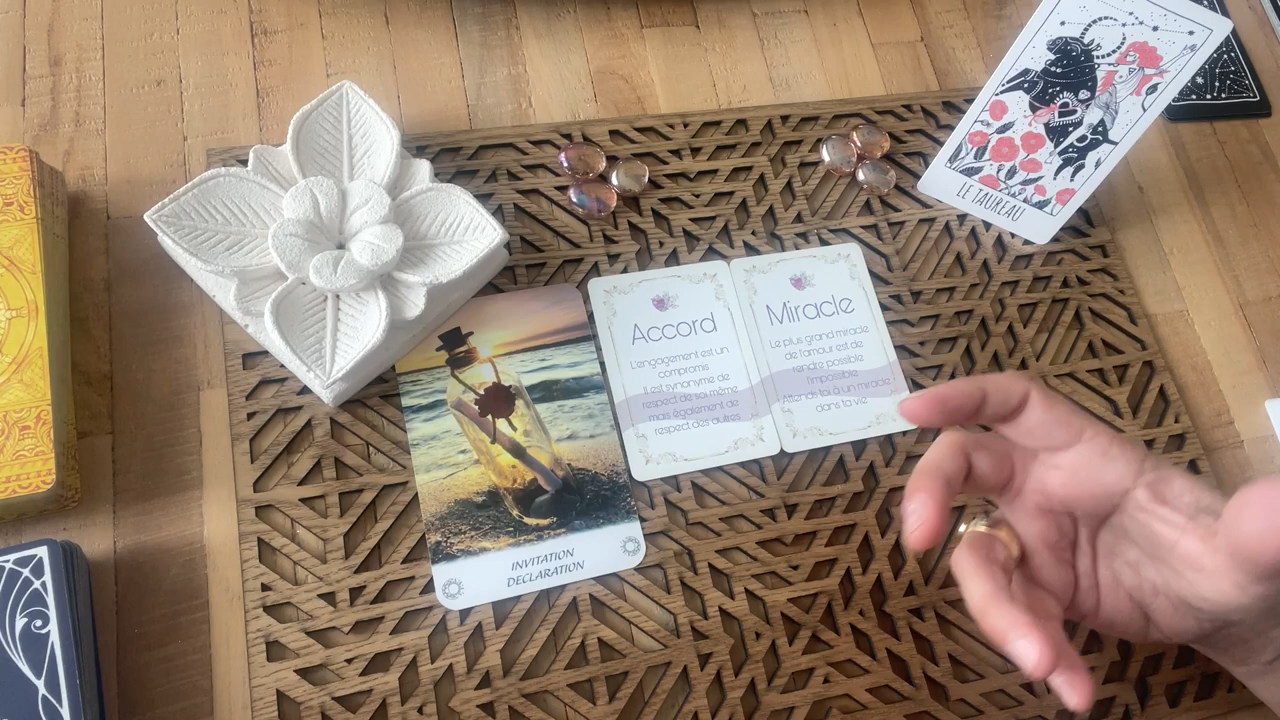 LE TAUREAU
Accord
L'engagement est un
compromis
Il est synonyme de
respect de soi même
mais également de
respect des autres
Miracle
Le plus grand miracle
de l'amour est de
rendre possible
l'impossible
Attends toi à un miracle !
dans ta vie
INVITATION
DECLARATION